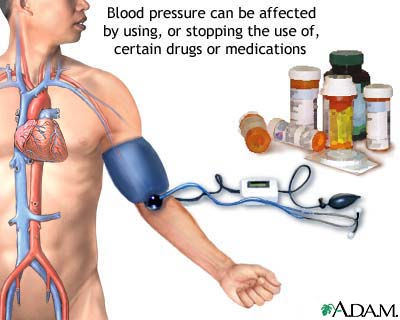 Blood pressure can be affected
by using, or stopping the use of,
certain drugs or medications
A.D.A.M.